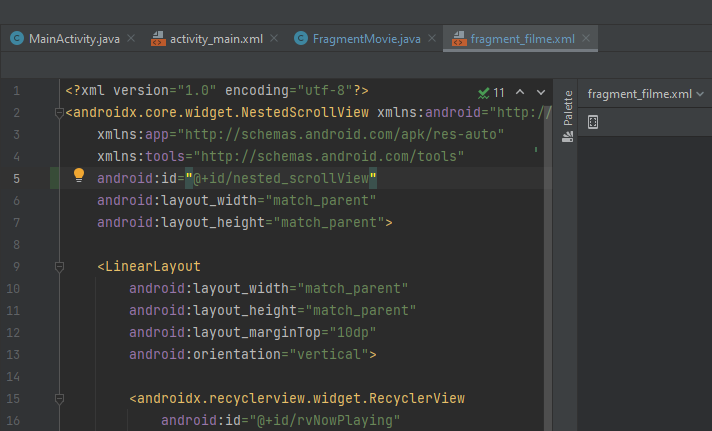 MainActivity.java
activity_main.xml
FragmentMovie.java
fragment_filme.xml
1 <?xml version="1.0" encoding="utf-8"?>
11
2 <androidx.core.widget.NestedScrollView xmlns:android="http://
3 xmlns:app="http://schemas.android.com/apk/res-auto"
4 xmlns:tools="http://schemas.android.com/tools"
5 android:id="@+id/nested_scrollView"
6 android:layout_width="match_parent"
7 android:layout_height="match_parent">
8
9 <LinearLayout
10 android:layout_width="match_parent"
11 android:layout_height="match_parent"
12 android:layout_marginTop="10dp"
13 android:orientation="vertical">
14
15 <androidx.recyclerview.widget.RecyclerView
16 android:id="@+id/rvNowPlaying"
Palette
fragment_filme.xml